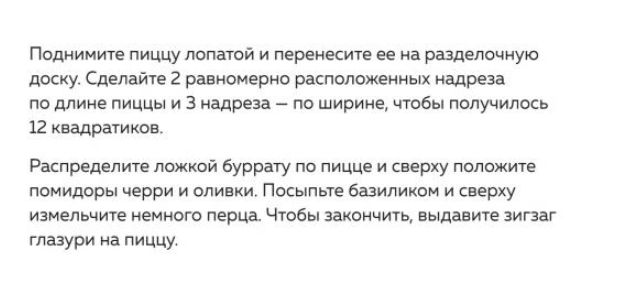 Поднимите пиццу лопатой и перенесите ее на разделочную
доску. Сделайте 2 равномерно расположенных надреза
по длине пиццы и 3 надреза — по ширине, чтобы получилось
12 квадратиков.
Распределите ложкой буррату по пицце и сверху положите
помидоры черри и оливки. Посыпьте базиликом и сверху
измельчите немного перца. Чтобы закончить, выдавите зигзаг
глазури на пиццу.